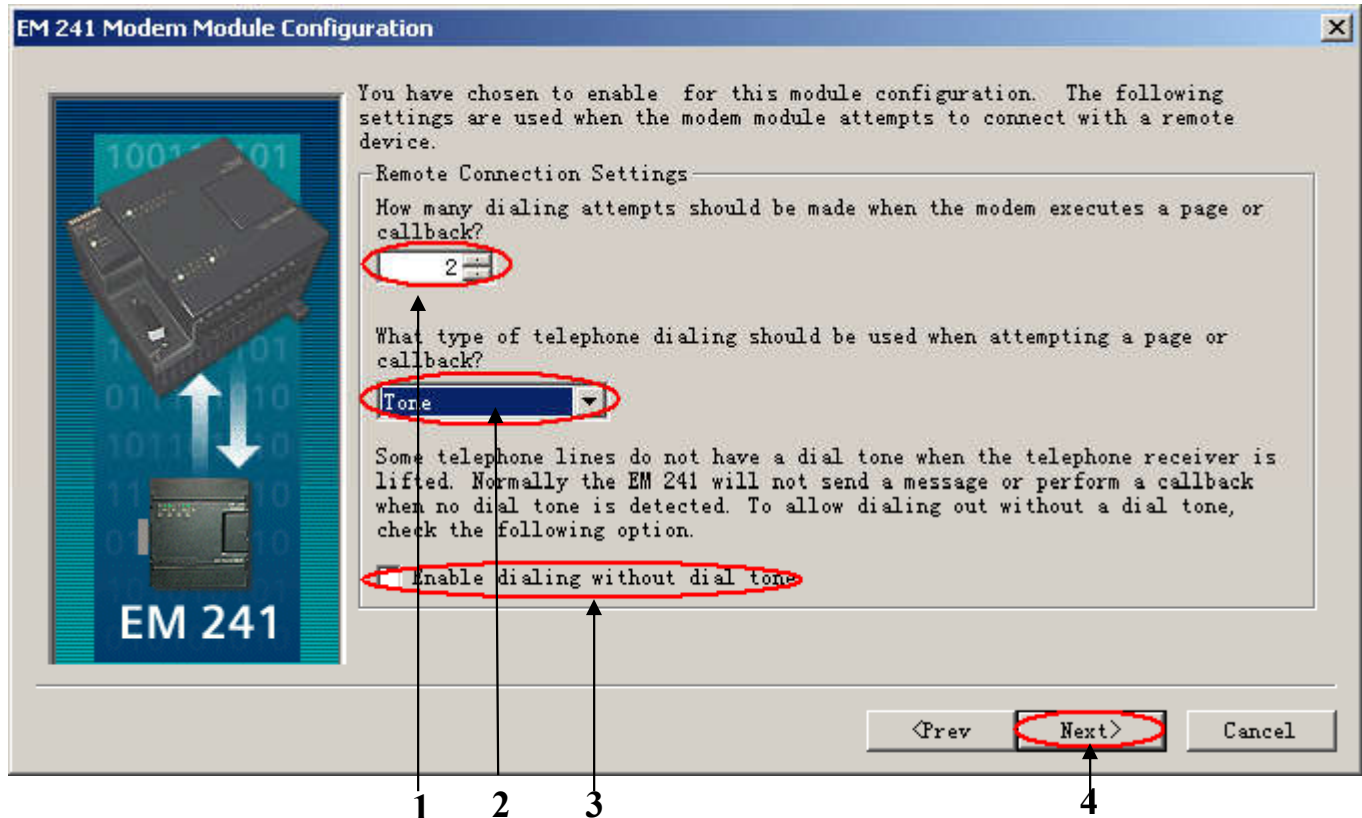 EM 241 Modem Module Configuration
You have chosen to enable  for this module configuration.  The following
settings are used when the modem module attempts to connect with a remote
device.
Remote Connection Settings
How many dialing attempts should be made when the modem executes a page or
callback?
2
What type of telephone dialing should be used when attempting a page or
callback?
Tone
Some telephone lines do not have a dial tone when the telephone receiver is
lifted. Normally the EM 241 will not send a message or perform a callback
when no dial tone is detected. To allow dialing out without a dial tone,
check the following option.
Enable dialing without dial tone
EM 241
<Prev
Next>
Cancel
1
2
3
4